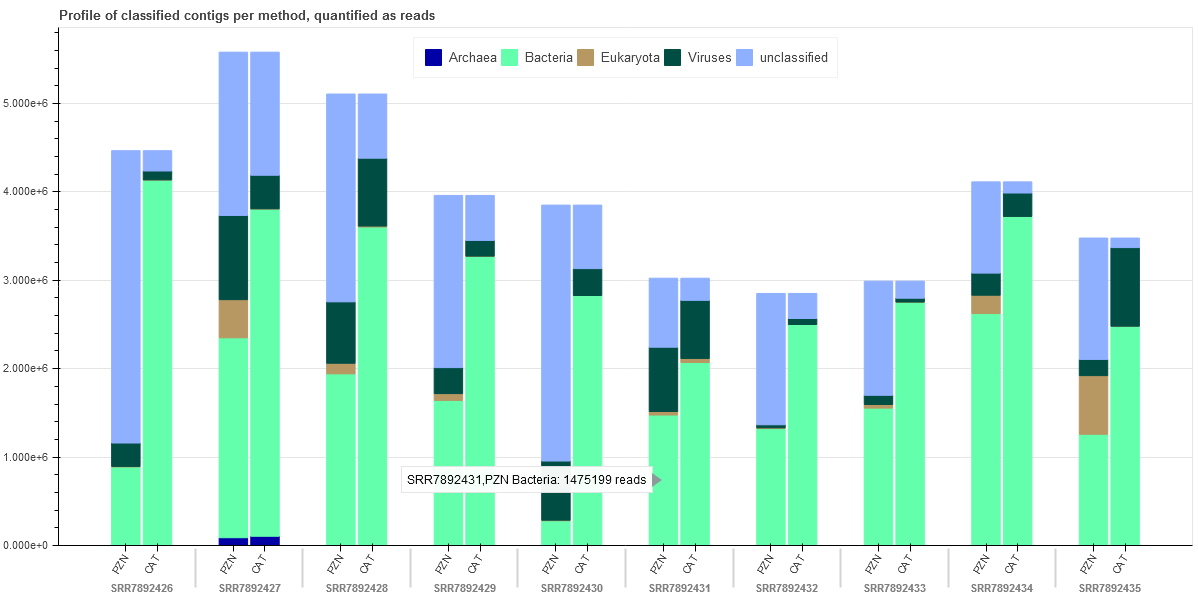 Profile of classified contigs per method, quantified as reads
Archaea Bacteria Eukaryota Viruses unclassified
5.000e+6
4.000e+6
3.000e+6
2.000e+6
1.000e+6
SRR7892431,PZN Bacteria: 1475199 reads
0.000e+0
PZN CAT PZN CAT PZN CAT PZN CAT PZN CAT PZN CAT PZN CAT PZN CAT PZN CAT PZN CAT
SRR7892426 SRR7892427 SRR7892428 SRR7892429 SRR7892430 SRR7892431 SRR7892432 SRR7892433 SRR7892434 SRR7892435